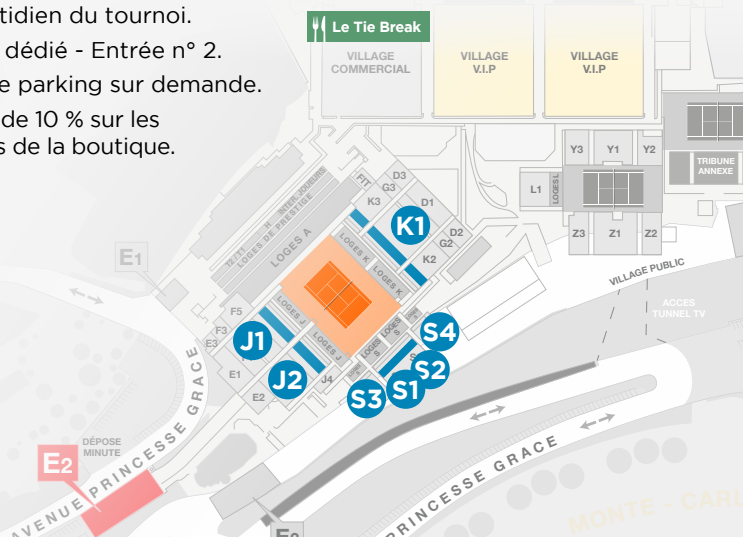 tidien du tournoi.
dédié - Entrée n° 2.
e parking sur demande.
de 10 % sur les
s de la boutique.
Le Tie Break
VILLAGE
COMMERCIAL
VILLAGE
V.I.P
VILLAGE
V.I.P
Y3
Y1
Y2
TRIBUNE
ANNEXE
L1
LOGES L
Z3
Z1
Z2
D3
FIT
G3
K3
D1
K1
D2
G2
K2
INTER JOUEURS
LOGES DE PRESTIGE
LOGES A
LOGES K
LOGES K
E1
VILLAGE PUBLIC
ACCES
TUNNEL TV
F5
F3
E3
LOGES J
LOGES J
J1
J2
J4
E1
E2
LOGES S
LOGES S
S4
S2
S1
S3
DÉPOSE
MINUTE
E2
AVENUE PRINCESSE GRACE
PRINCESSE GRACE
MONTE - CARL